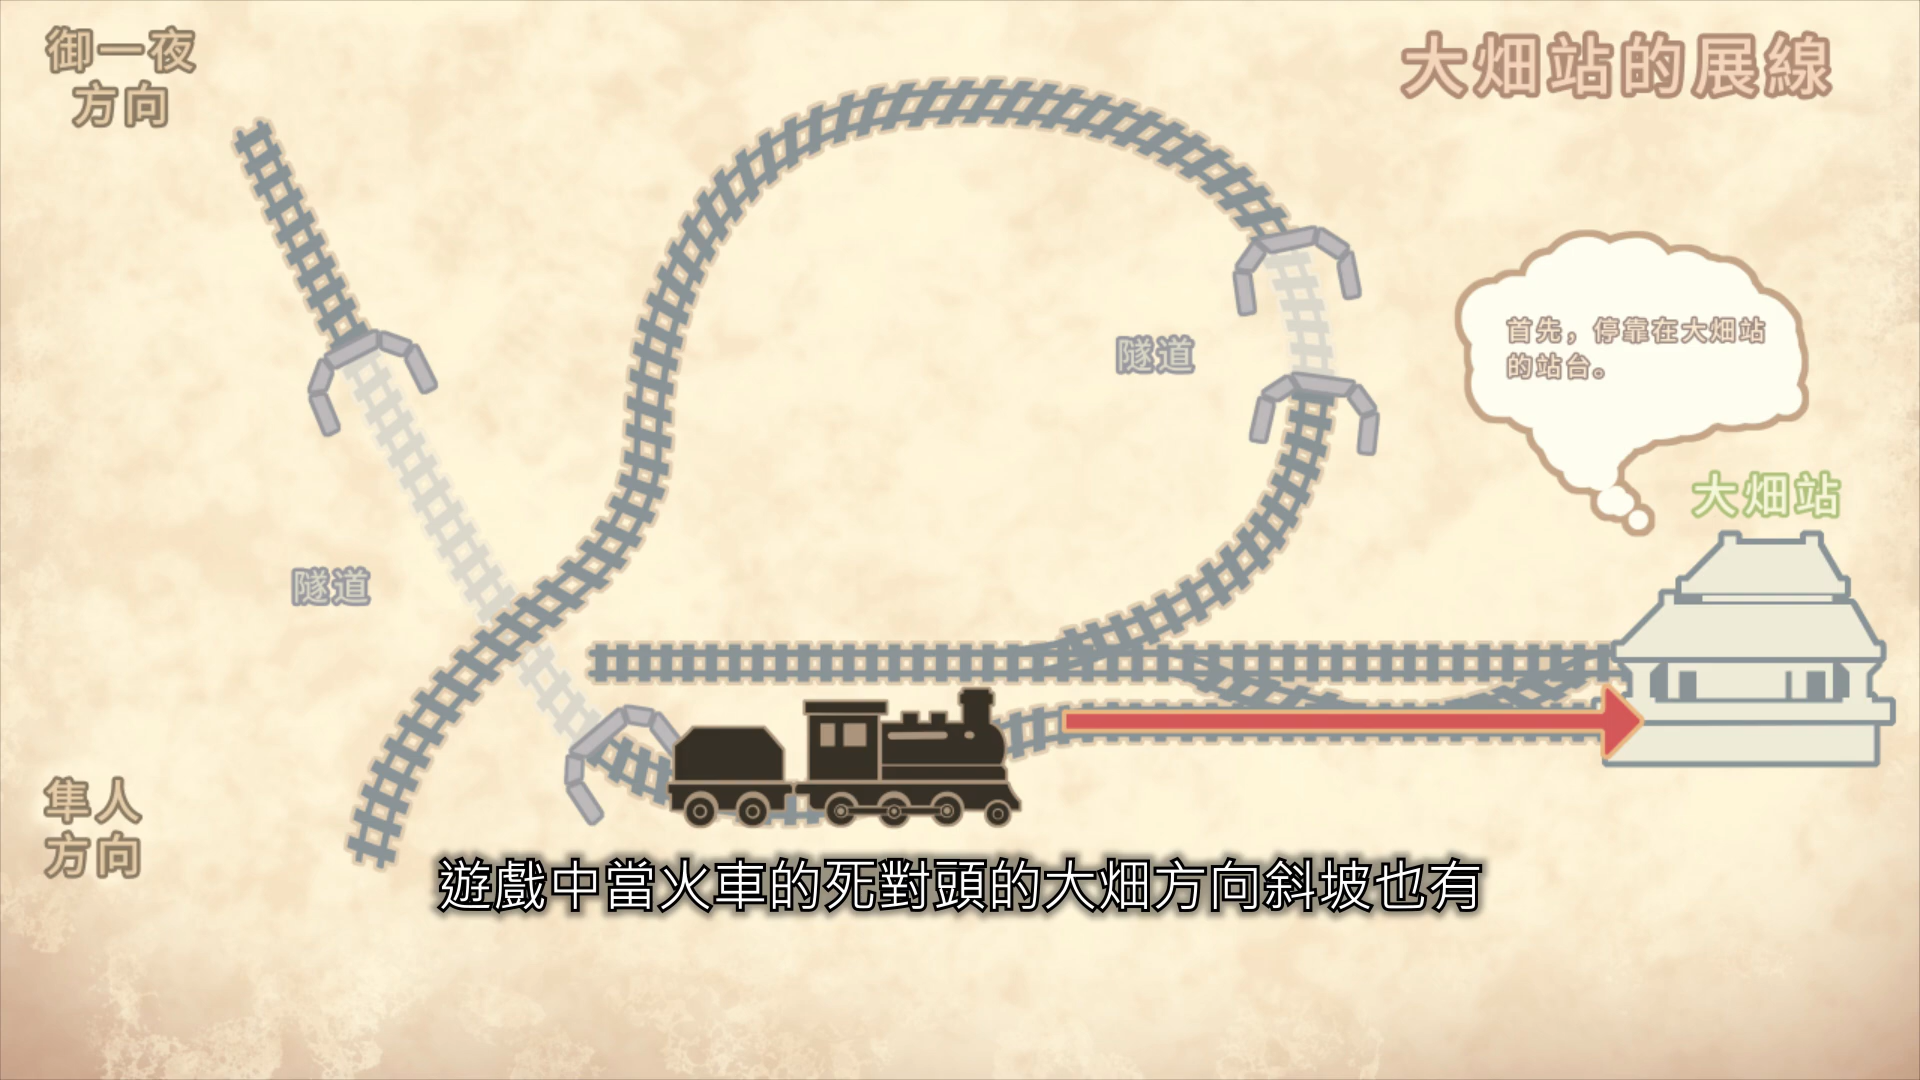 御一夜
方向
大畑站的展線
首先，停靠在大畑站
的站台。
隧道
大畑站
隧道
隼人
方向
遊戲中當火車的死對頭的大畑方向斜坡也有